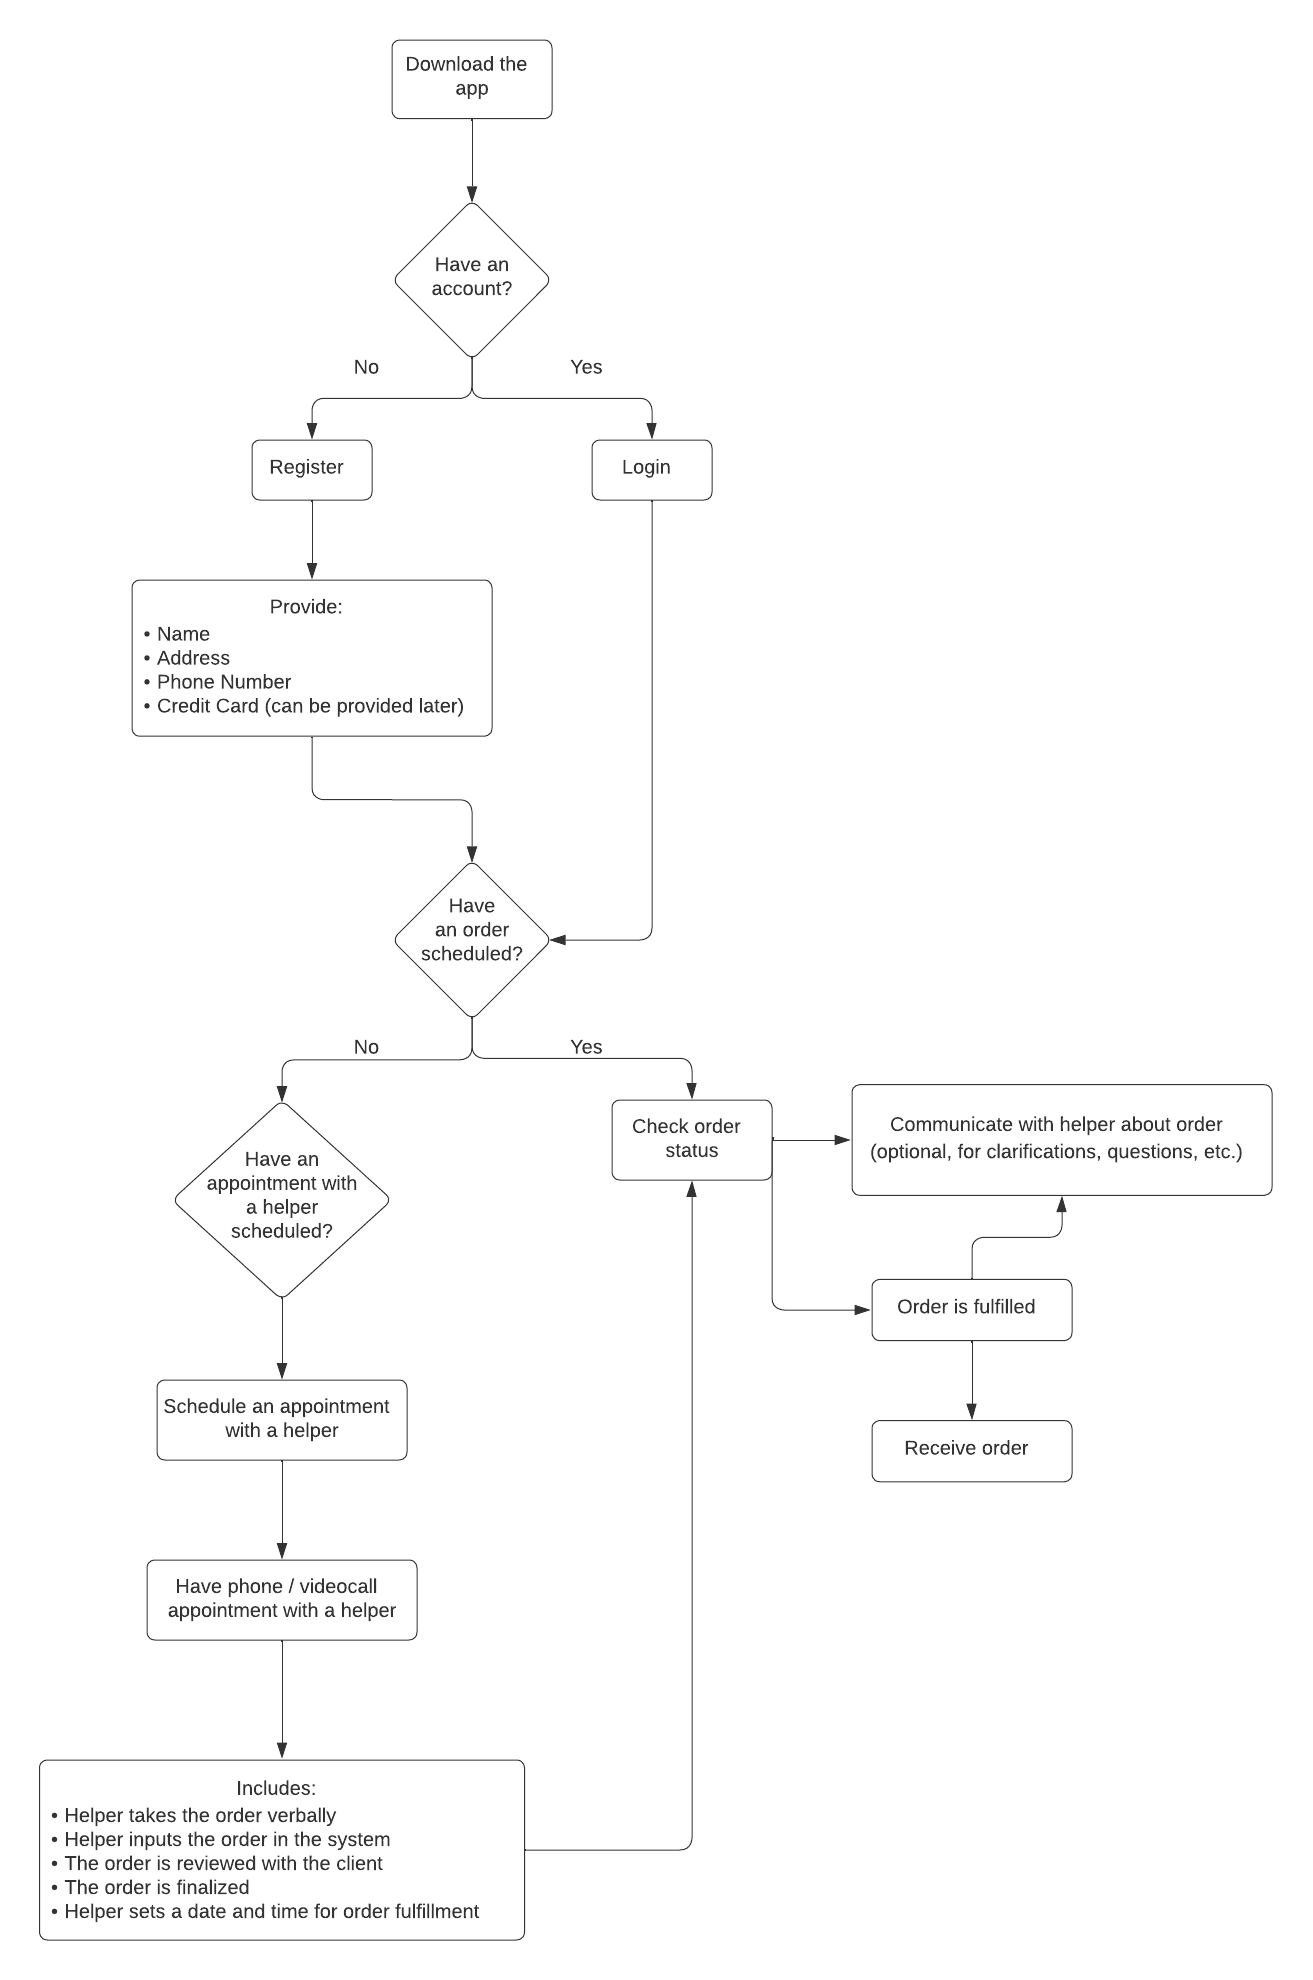 Download the
app
Have an
account?
No
Yes
Register
Login
Provide:
• Name
• Address
• Phone Number
• Credit Card (can be provided later)
Have
an order
scheduled?
No
Yes
Have an
appointment with
a helper
scheduled?
Check order
status
Communicate with helper about order
(optional, for clarifications, questions, etc.)
Order is fulfilled
Receive order
Schedule an appointment
with a helper
Have phone / videocall
appointment with a helper
Includes:
• Helper takes the order verbally
• Helper inputs the order in the system
• The order is reviewed with the client
• The order is finalized
• Helper sets a date and time for order fulfillment